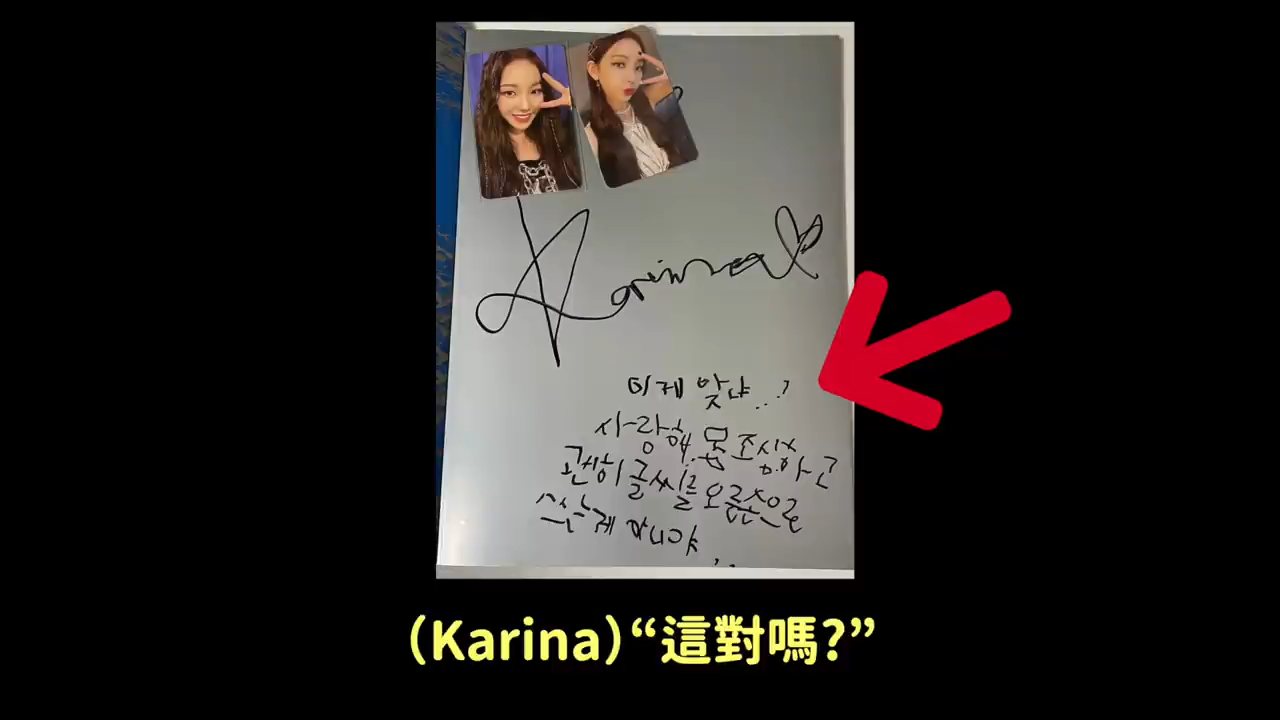 Karina
이게 맞냐..?
사랑해 몸 조심하고
괜히 글씨를 오른손으로
쓰는게 아니야
(Karina)“這對嗎?”